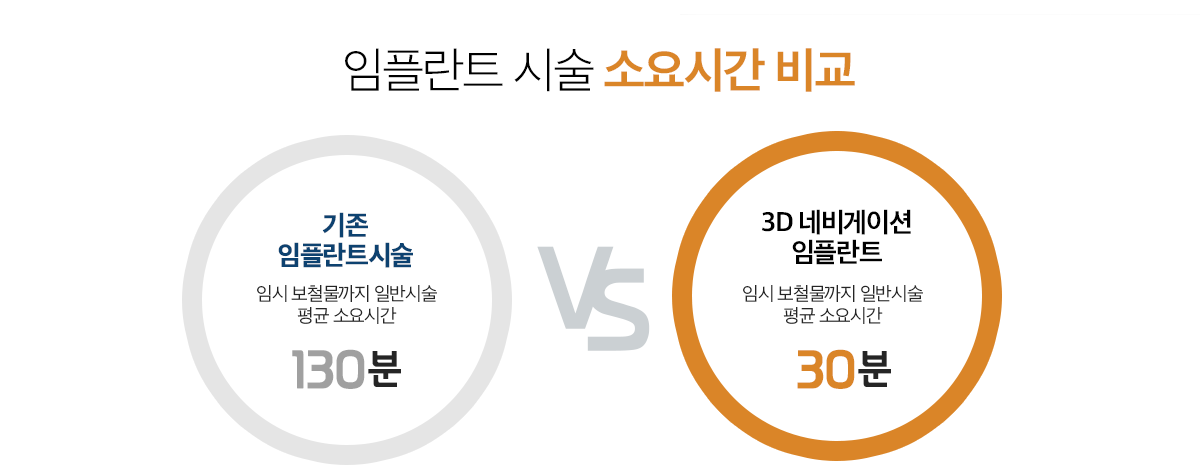 임플란트 시술 소요시간 비교
기존
임플란트시술
임시 보철물까지 일반시술
평균 소요시간
130분
VS
3D 네비게이션
임플란트
임시 보철물까지 일반시술
평균 소요시간
30분